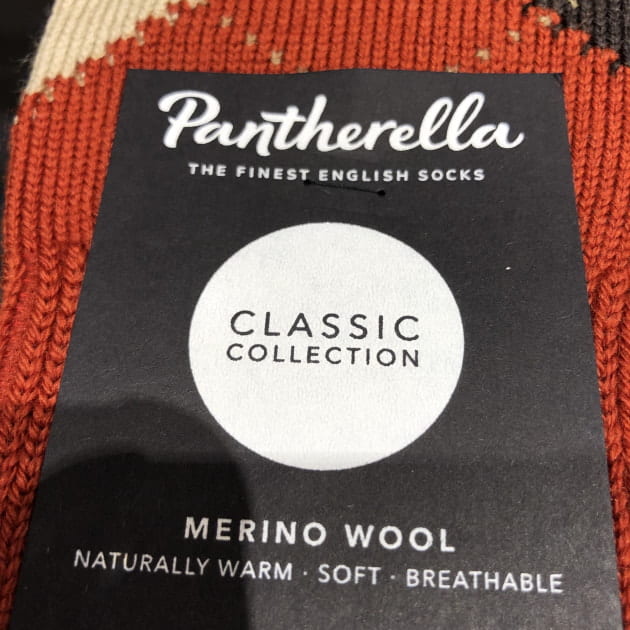 Pantherella
THE FINEST ENGLISH SOCKS
CLASSIC
COLLECTION
MERINO WOOL
NATURALLY WARM · SOFT · BREATHABLE